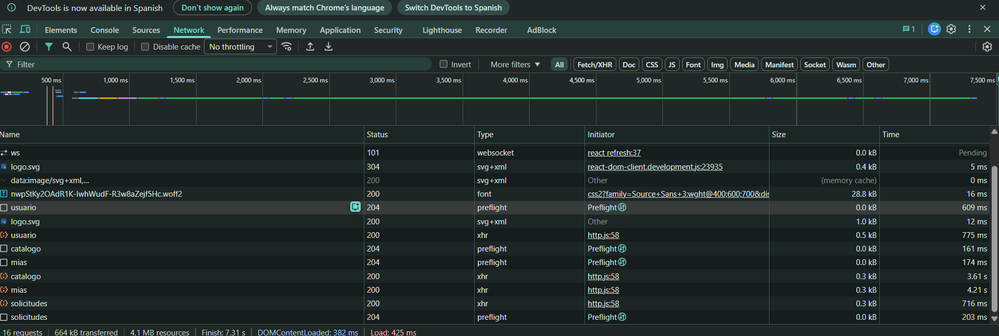 DevTools is now available in Spanish Don't show again Always match Chrome's language Switch DevTools to Spanish
Elements Console Sources Network Performance Memory Application Security Lighthouse Recorder AdBlock 1
Keep log Disable cache No throttling
Filter Invert More filters All Fetch/XHR Doc CSS JS Font Img Media Manifest Socket Wasm Other
500 ms 1,000 ms 1,500 ms 2,000 ms 2,500 ms 3,000 ms 3,500 ms 4,000 ms 4,500 ms 5,000 ms 5,500 ms 6,000 ms 6,500 ms 7,000 ms 7,500 ms
Name Status Type Initiator Size Time
ws 101 websocket react refresh:37 0.0 kB Pending
logo.svg 304 svg+xml react-dom-client.development.js:23935 0.4 kB 5 ms
data:image/svg+xml,... 200 svg+xml Other (memory cache) 0 ms
nwpStKy2OAdR1K-IwhWudF-R3w8aZejf5Hc.woff2 200 font css2?family=Source+Sans+3:wght@400;600;700&dis 28.8 kB 16 ms
usuario 204 preflight Preflight 0.0 kB 609 ms
logo.svg 200 svg+xml Other 1.0 kB 12 ms
usuario 200 xhr http.js:58 0.5 kB 775 ms
catalogo 204 preflight Preflight 0.0 kB 161 ms
mias 204 preflight Preflight 0.0 kB 174 ms
catalogo 200 xhr http.js:58 0.3 kB 3.61 s
mias 200 xhr http.js:58 0.3 kB 4.21 s
solicitudes 200 xhr http.js:58 0.3 kB 716 ms
solicitudes 204 preflight Preflight 0.0 kB 203 ms
16 requests 664 kB transferred 4.1 MB resources Finish: 7.31 s DOMContentLoaded: 382 ms Load: 425 ms